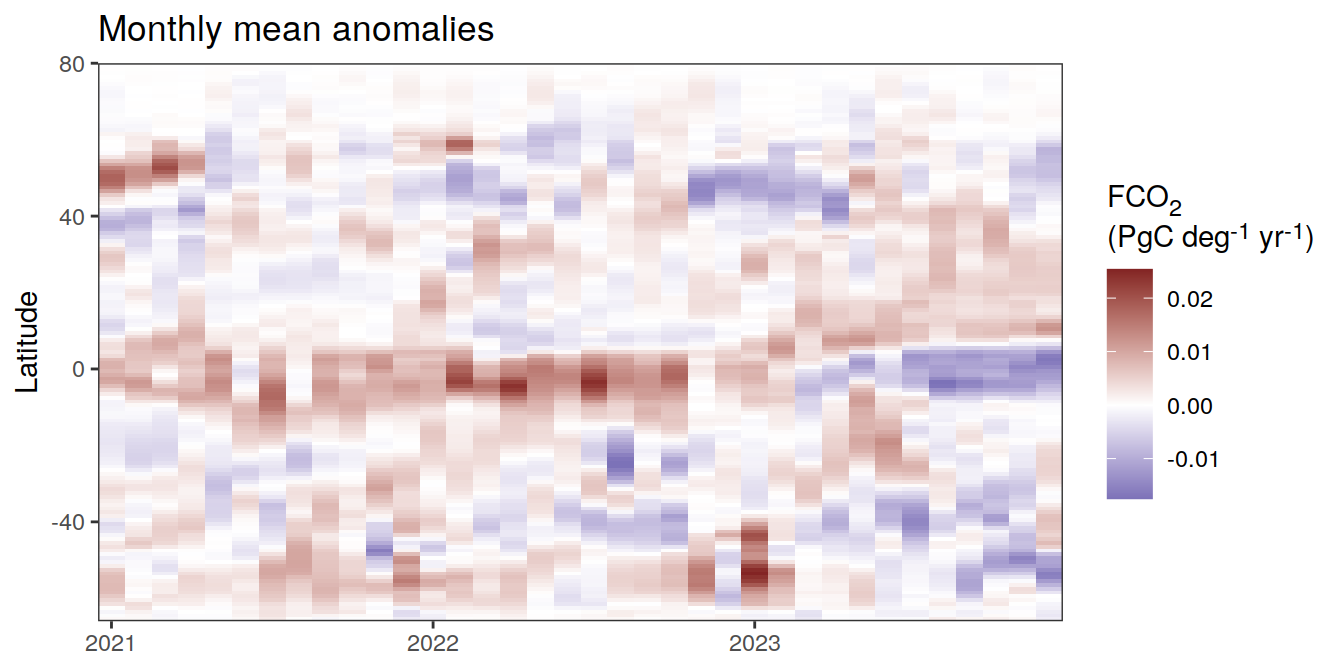 Monthly mean anomalies
80
40
0
-40
Latitude
2021 2022 2023
FCO₂
(PgC deg⁻¹ yr⁻¹)
0.02
0.01
0.00
-0.01